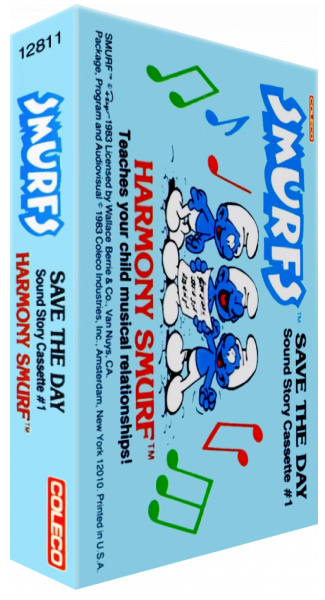 12811
SMURFS
SAVE THE DAY
Sound Story Cassette #1
HARMONY SMURF™
COLECO
COLECO
SMURFS™
SAVE THE DAY
Sound Story Cassette #1
HARMONY SMURF™
Teaches your child musical relationships!
SMURF™ © Peyo 1983 Licensed by Wallace Berrie & Co., Van Nuys, CA.
Package, Program and Audiovisual © 1983 Coleco Industries, Inc., Amsterdam, New York 12010. Printed in U.S.A.